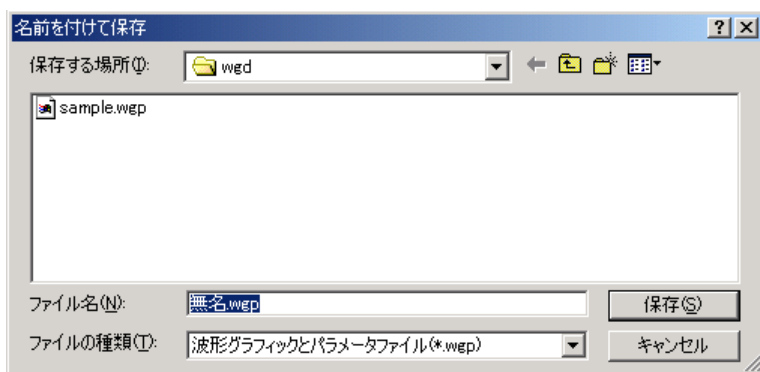 名前を付けて保存
保存する場所(I): wgd
sample.wgp
ファイル名(N): 無名.wgp 保存(S)
ファイルの種類(T): 波形グラフィックとパラメータファイル(*.wgp) キャンセル